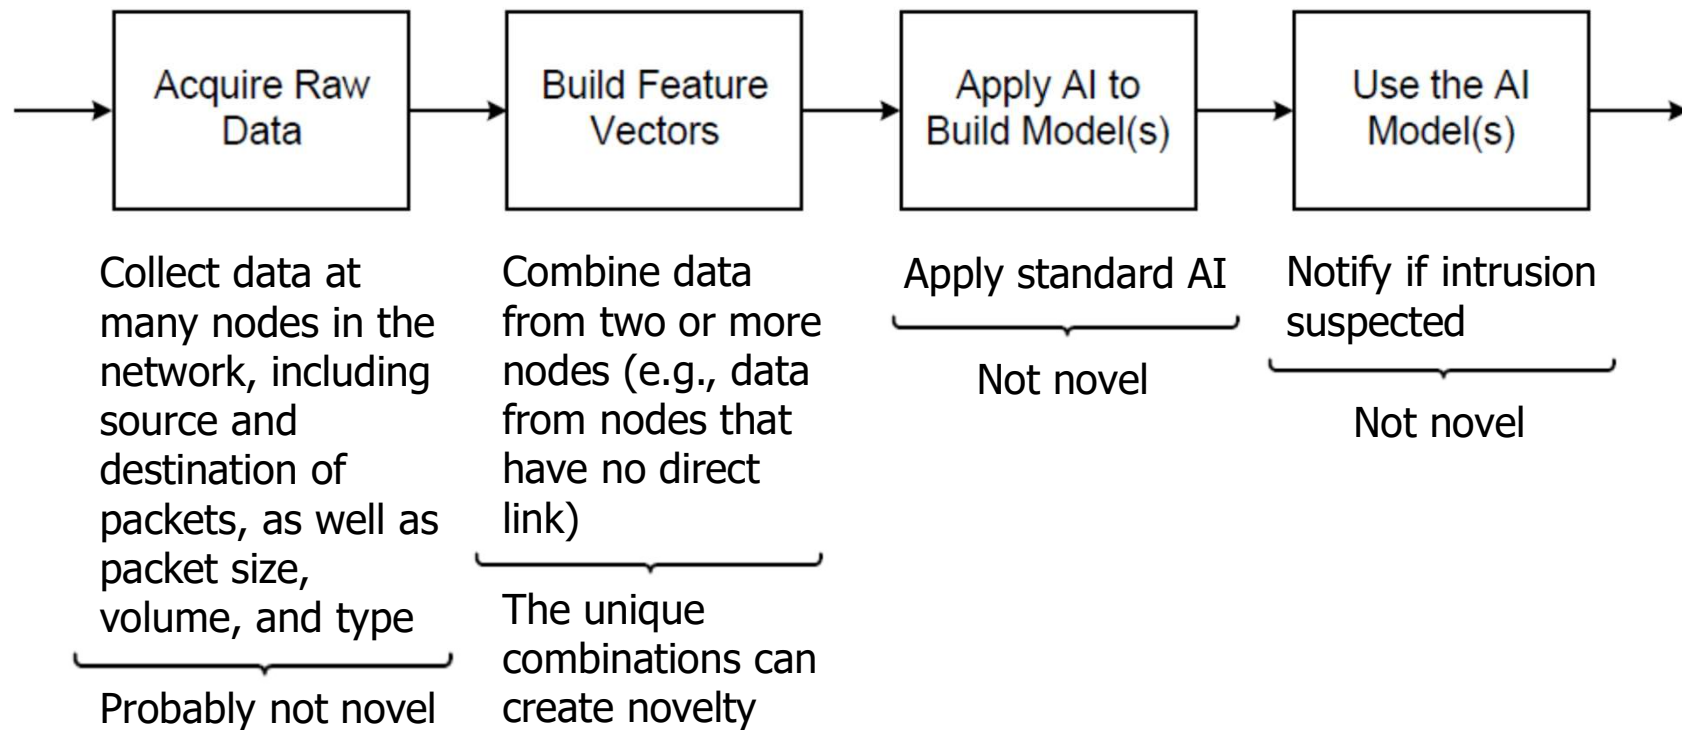 Acquire Raw
Data
Build Feature
Vectors
Apply AI to
Build Model(s)
Use the AI
Model(s)
Collect data at
many nodes in the
network, including
source and
destination of
packets, as well as
packet size,
volume, and type
Probably not novel
Combine data
from two or more
nodes (e.g., data
from nodes that
have no direct
link)
The unique
combinations can
create novelty
Apply standard AI
Not novel
Notify if intrusion
suspected
Not novel